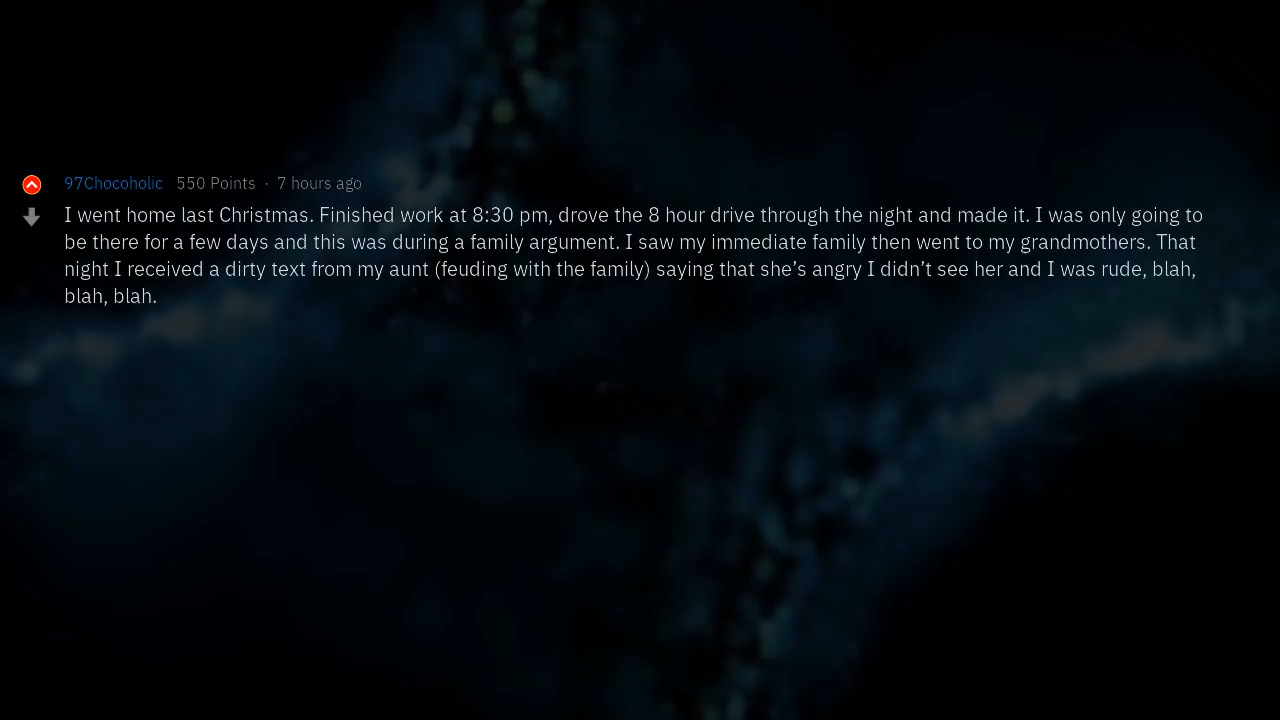 97Chocoholic 550 Points · 7 hours ago
I went home last Christmas. Finished work at 8:30 pm, drove the 8 hour drive through the night and made it. I was only going to
be there for a few days and this was during a family argument. I saw my immediate family then went to my grandmothers. That
night I received a dirty text from my aunt (feuding with the family) saying that she’s angry I didn’t see her and I was rude, blah,
blah, blah.